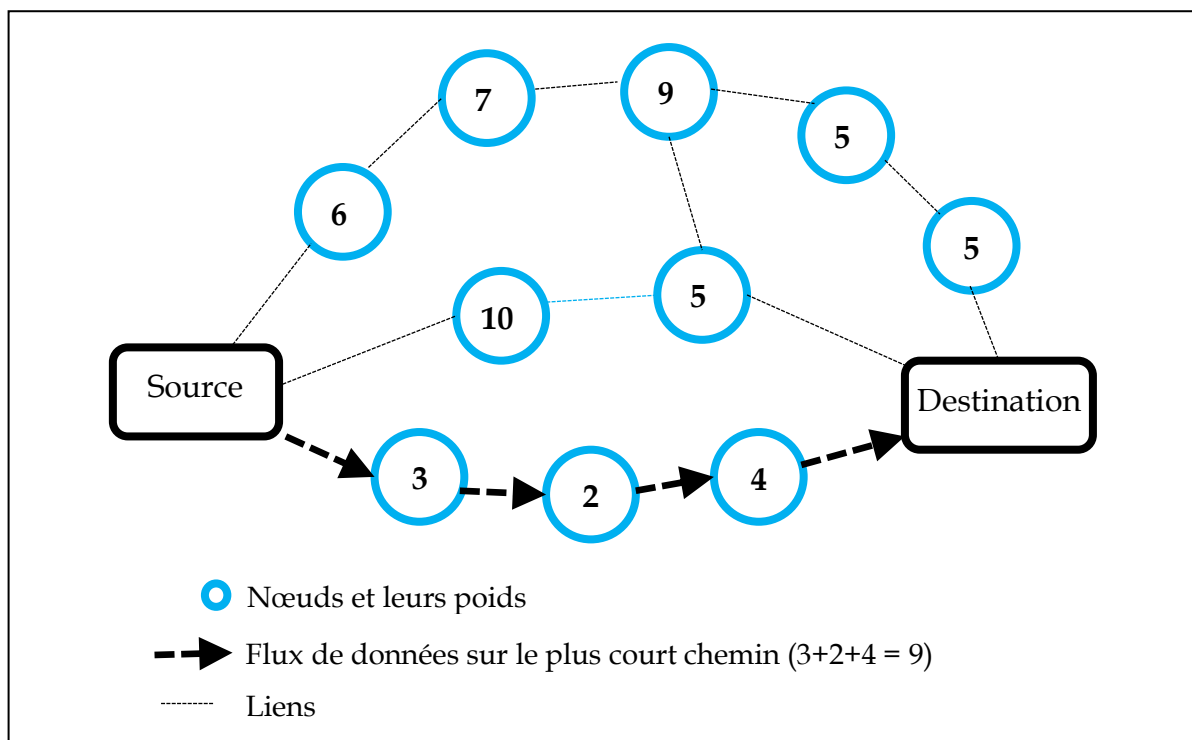 7
9
5
6
5
5
10
Source
Destination
3
2
4
Nœuds et leurs poids
Flux de données sur le plus court chemin (3+2+4 = 9)
Liens